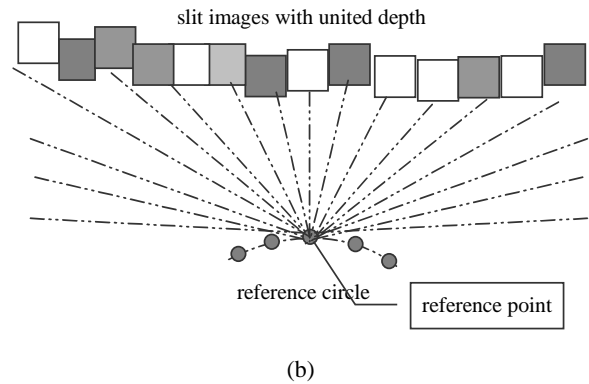 slit images with united depth
reference circle
reference point
(b)